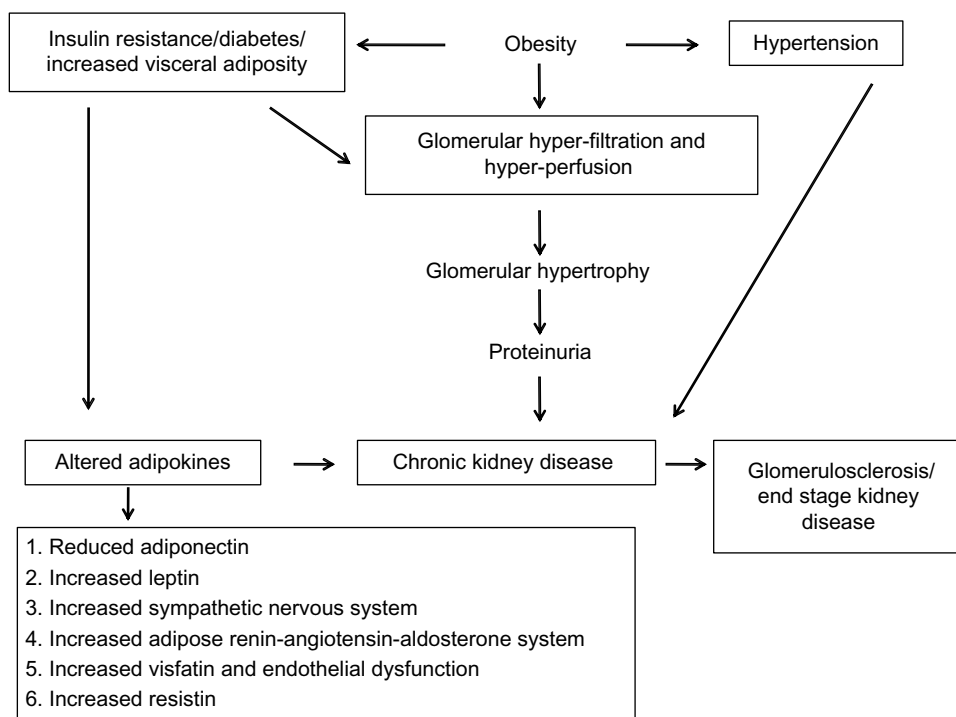 Insulin resistance/diabetes/
increased visceral adiposity
Obesity
Hypertension
Glomerular hyper-filtration and
hyper-perfusion
Glomerular hypertrophy
Proteinuria
Altered adipokines
Chronic kidney disease
Glomerulosclerosis/
end stage kidney
disease
1. Reduced adiponectin
2. Increased leptin
3. Increased sympathetic nervous system
4. Increased adipose renin-angiotensin-aldosterone system
5. Increased visfatin and endothelial dysfunction
6. Increased resistin